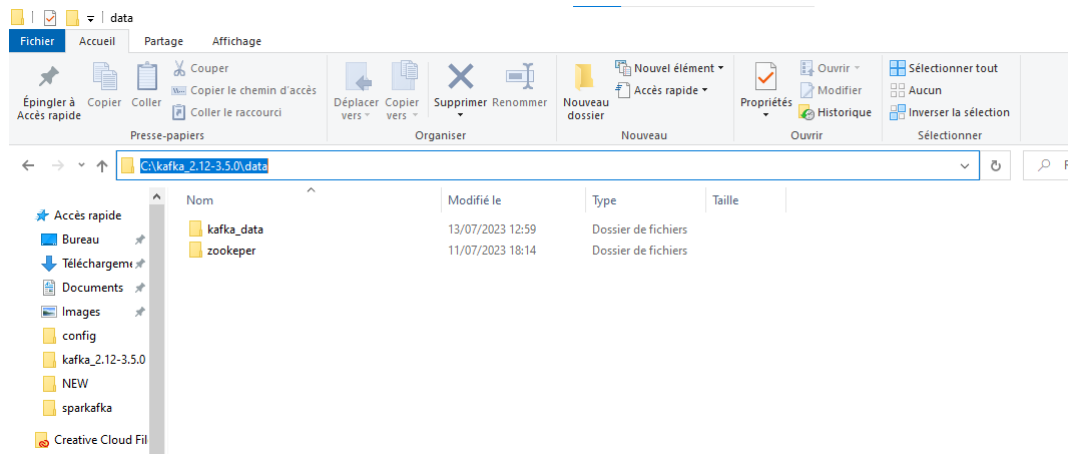 data
Fichier Accueil Partage Affichage
Épingler à Accès rapide
Copier
Coller
Couper
Copier le chemin d'accès
Coller le raccourci
Presse-papiers
Déplacer vers
Copier vers
Supprimer
Renommer
Organiser
Nouveau dossier
Nouvel élément
Accès rapide
Nouveau
Propriétés
Ouvrir
Modifier
Historique
Ouvrir
Sélectionner tout
Aucun
Inverser la sélection
Sélectionner
C:\kafka_2.12-3.5.0\data
Nom Modifié le Type Taille
kafka_data 13/07/2023 12:59 Dossier de fichiers
zookeper 11/07/2023 18:14 Dossier de fichiers
Accès rapide
Bureau
Téléchargeme
Documents
Images
config
kafka_2.12-3.5.0
NEW
sparkafka
Creative Cloud Fil